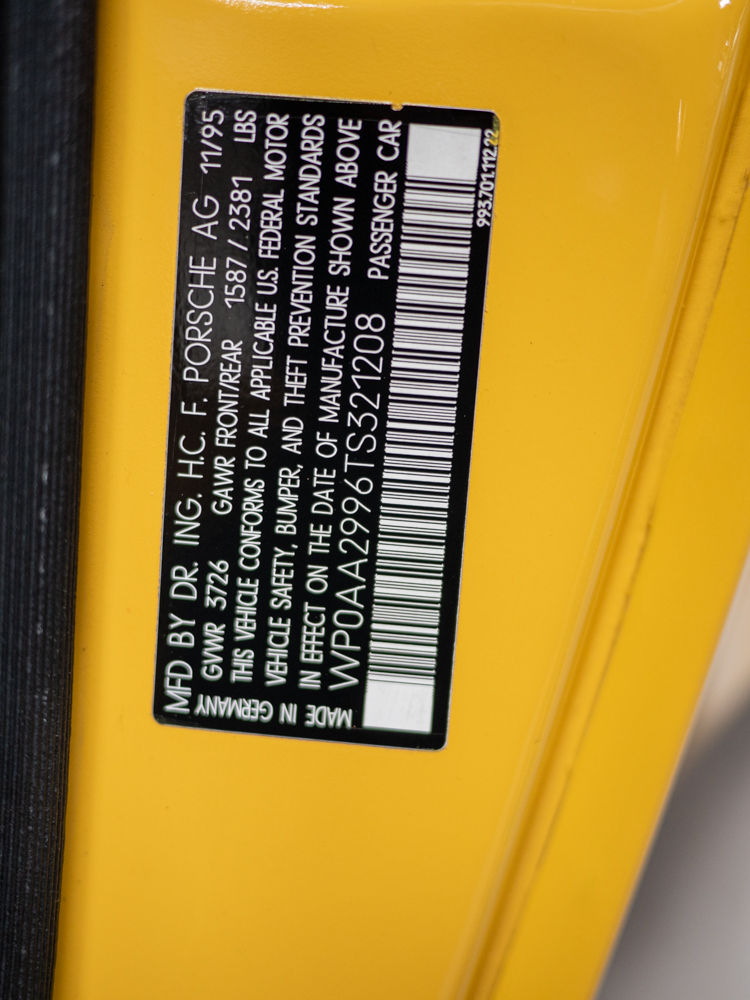 MFD BY DR. ING. H.C. F. PORSCHE AG 11/95
GVWR 3726 GAWR FRONT/REAR 1587 / 2381 LBS
THIS VEHICLE CONFORMS TO ALL APPLICABLE U.S. FEDERAL MOTOR
VEHICLE SAFETY, BUMPER, AND THEFT PREVENTION STANDARDS
IN EFFECT ON THE DATE OF MANUFACTURE SHOWN ABOVE
WP0AA2996TS321208 PASSENGER CAR
MADE IN GERMANY
993.701.112.22